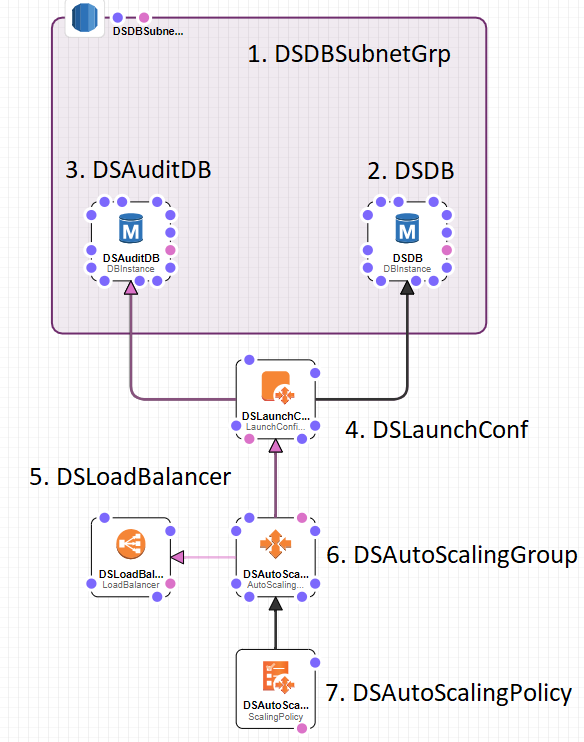 DSDBSubne...
1. DSDBSubnetGrp
3. DSAuditDB
2. DSDB
M
DSAuditDB
DBInstance
M
DSDB
DBInstance
DSLaunchC...
LaunchConfi...
4. DSLaunchConf
5. DSLoadBalancer
DSLoadBal...
LoadBalancer
DSAutoSca...
AutoScaling...
6. DSAutoScalingGroup
DSAutoSca...
ScalingPolicy
7. DSAutoScalingPolicy